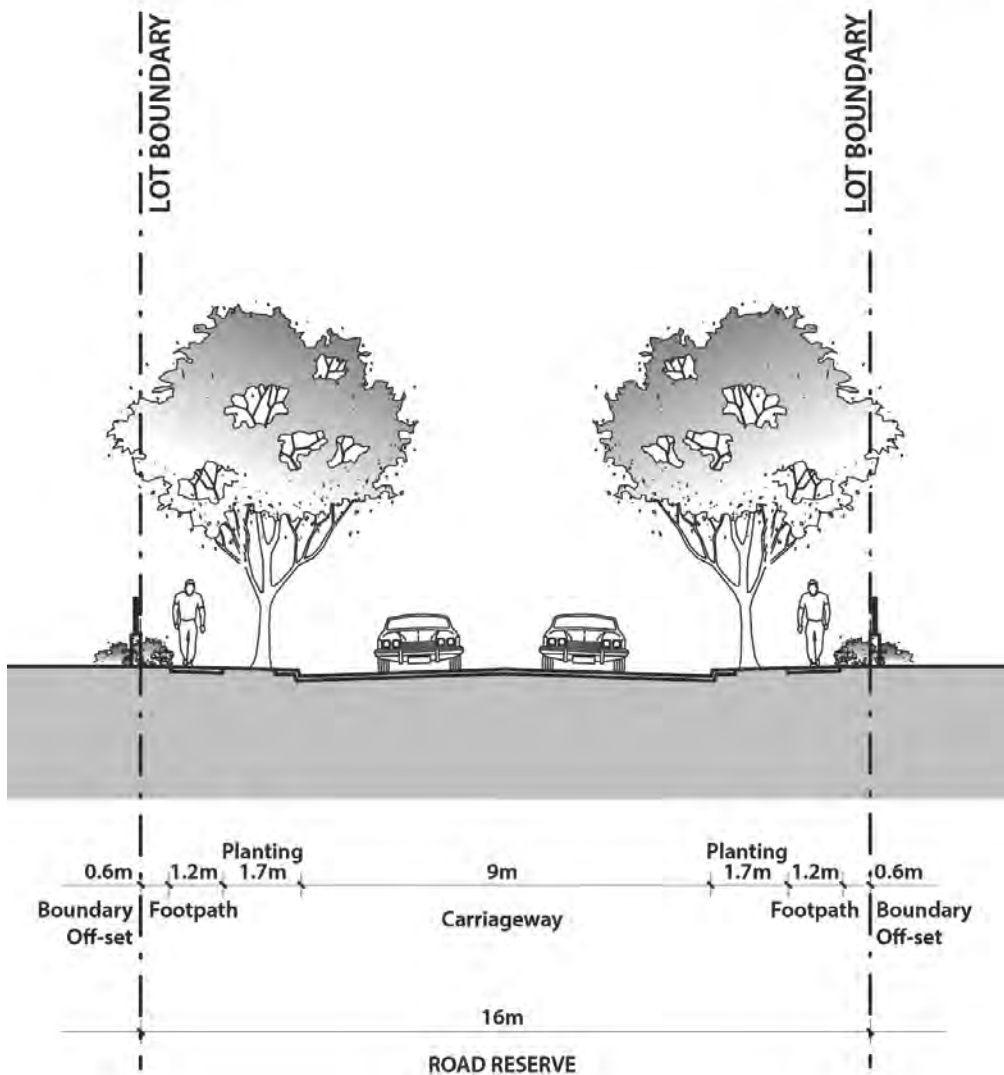 LOT BOUNDARY
LOT BOUNDARY
Planting
Planting
0.6m
1.2m
1.7m
9m
1.7m
1.2m
0.6m
Boundary
Off-set
Footpath
Carriageway
Footpath
Boundary
Off-set
16m
ROAD RESERVE